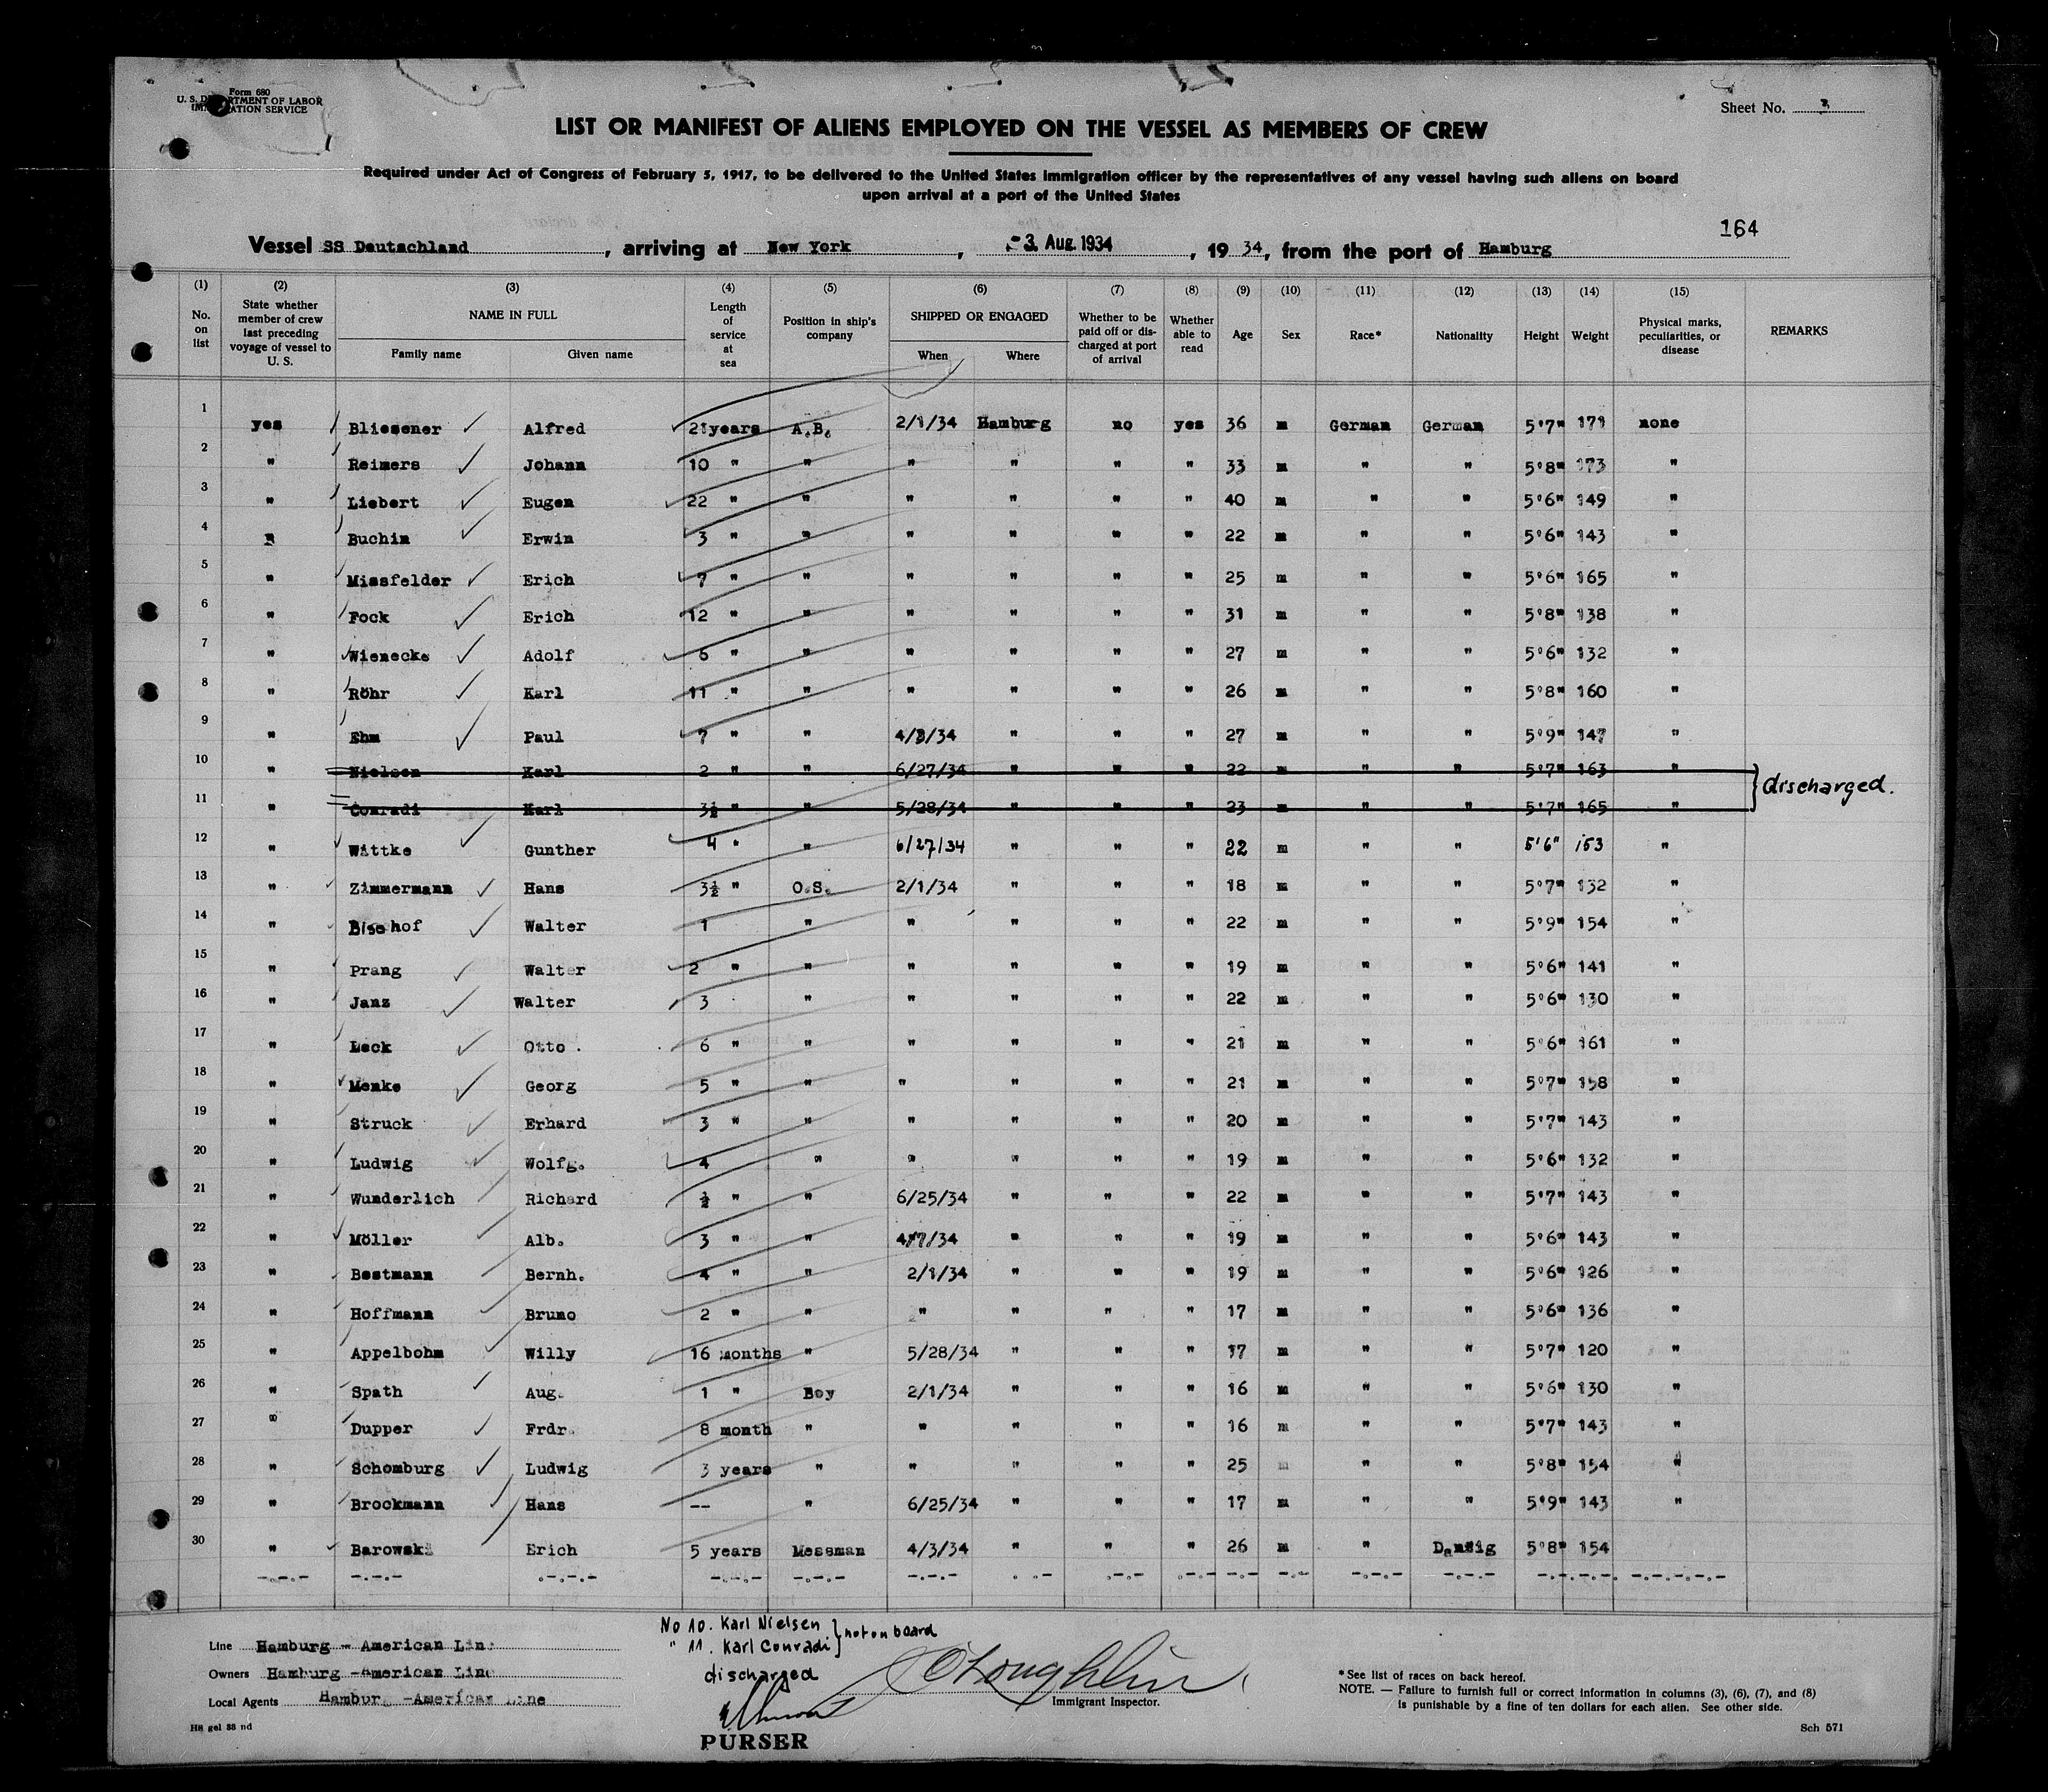 Form 680
U. S. DEPARTMENT OF LABOR
IMMIGRATION SERVICE
Sheet No. 3
LIST OR MANIFEST OF ALIENS EMPLOYED ON THE VESSEL AS MEMBERS OF CREW
Required under Act of Congress of February 5, 1917, to be delivered to the United States immigration officer by the representatives of any vessel having such aliens on board
upon arrival at a port of the United States
164
Vessel SS Deutschland, arriving at New York, -3 Aug. 1934, 1934, from the port of Hamburg
(1) (2) (3) (4) (5) (6) (7) (8) (9) (10) (11) (12) (13) (14) (15)
No. on list State whether member of crew last preceding voyage of vessel to U. S. NAME IN FULL Family name Given name Length of service at sea Position in ship's company SHIPPED OR ENGAGED When Where Whether to be paid off or discharged at port of arrival Whether able to read Age Sex Race* Nationality Height Weight Physical marks, peculiarities, or disease REMARKS
1 yes Bliesener Alfred 21years A.B. 2/1/34 Hamburg no yes 36 m German German 5'7" 171 none
2 " Reimers Johann 10 " " " " " " 33 m " " 5'8" 173 "
3 " Liebert Eugen 22 " " " " " " 40 m " " 5'6" 149 "
4 " Buchin Erwin 3 " " " " " " 22 m " " 5'6" 143 "
5 " Missfelder Erich 7 " " " " " " 25 m " " 5'6" 165 "
6 " Fock Erich 12 " " " " " " 31 m " " 5'8" 138 "
7 " Wienecke Adolf 6 " " " " " " 27 m " " 5'6" 132 "
8 " Röhr Karl 11 " " " " " " 26 m " " 5'8" 160 "
9 " Ehm Paul 7 " " 4/3/34 " " " 27 m " " 5'9" 147 "
10 " Nielsen Karl 2 " " 6/27/34 " " " 22 m " " 5'7" 163 "
discharged.
11 " Conradi Karl 3½ " " 5/28/34 " " " 23 m " " 5'7" 165 "
12 " Wittke Gunther 4 " " 6/27/34 " " " 22 m " " 5'6" 153 "
13 " Zimmermann Hans 3½ " O.S. 2/1/34 " " " 18 m " " 5'7" 132 "
14 " Bischof Walter 1 " " " " " 22 m " " 5'9" 154 "
15 " Prang Walter 2 " " " " " " 19 m " " 5'6" 141 "
16 " Janz Walter 3 " " " " " 22 m " " 5'6" 130 "
17 " Leck Otto 6 " " " " " " 21 m " " 5'6" 161 "
18 " Menke Georg 5 " " " " " " 21 m " " 5'7" 158 "
19 " Struck Erhard 3 " " " " " " 20 m " " 5'7" 143 "
20 " Ludwig Wolfg. 4 " " " " " 19 m " " 5'6" 132 "
21 " Wunderlich Richard ½ " " 6/25/34 " " " 22 m " " 5'7" 143 "
22 " Möller Alb. 3 " " 4/7/34 " " " 19 m " " 5'6" 143 "
23 " Bestmann Bernh. 4 " " 2/1/34 " " " 19 m " " 5'6" 126 "
24 " Hoffmann Bruno 2 " " " " " " 17 m " " 5'6" 136 "
25 " Appelbohm Willy 16 months " 5/28/34 " " " 17 m " " 5'7" 120 "
26 " Spath Aug. 1 " Boy 2/1/34 " " " 16 m " " 5'6" 130 "
27 " Dupper Frdr. 8 month " " " " " 16 m " " 5'7" 143 "
28 " Schomburg Ludwig 3 years " " " " " 25 m " " 5'8" 154 "
29 " Brockmann Hans -- " 6/25/34 " " " 17 m " " 5'9" 143 "
30 " Barowski Erich 5 years Messman 4/3/34 " " " 26 m " Danzig 5'8" 154
No 10. Karl Nielsen } not on board
" 11. Karl Conradi
discharged
Line Hamburg - American Line
Owners Hamburg -American Line
Local Agents Hamburg -American Line
O'Loughlin
Immigrant Inspector.
PURSER
*See list of races on back hereof.
NOTE. — Failure to furnish full or correct information in columns (3), (6), (7), and (8)
is punishable by a fine of ten dollars for each alien. See other side.
H8 gel 33 nd
Sch 571